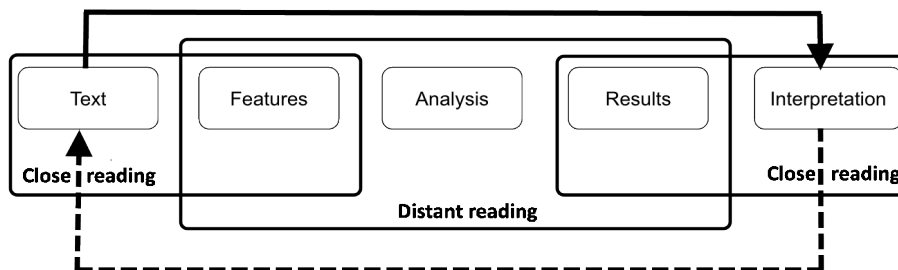 Text
Features
Analysis
Results
Interpretation
Close reading
Close reading
Distant reading